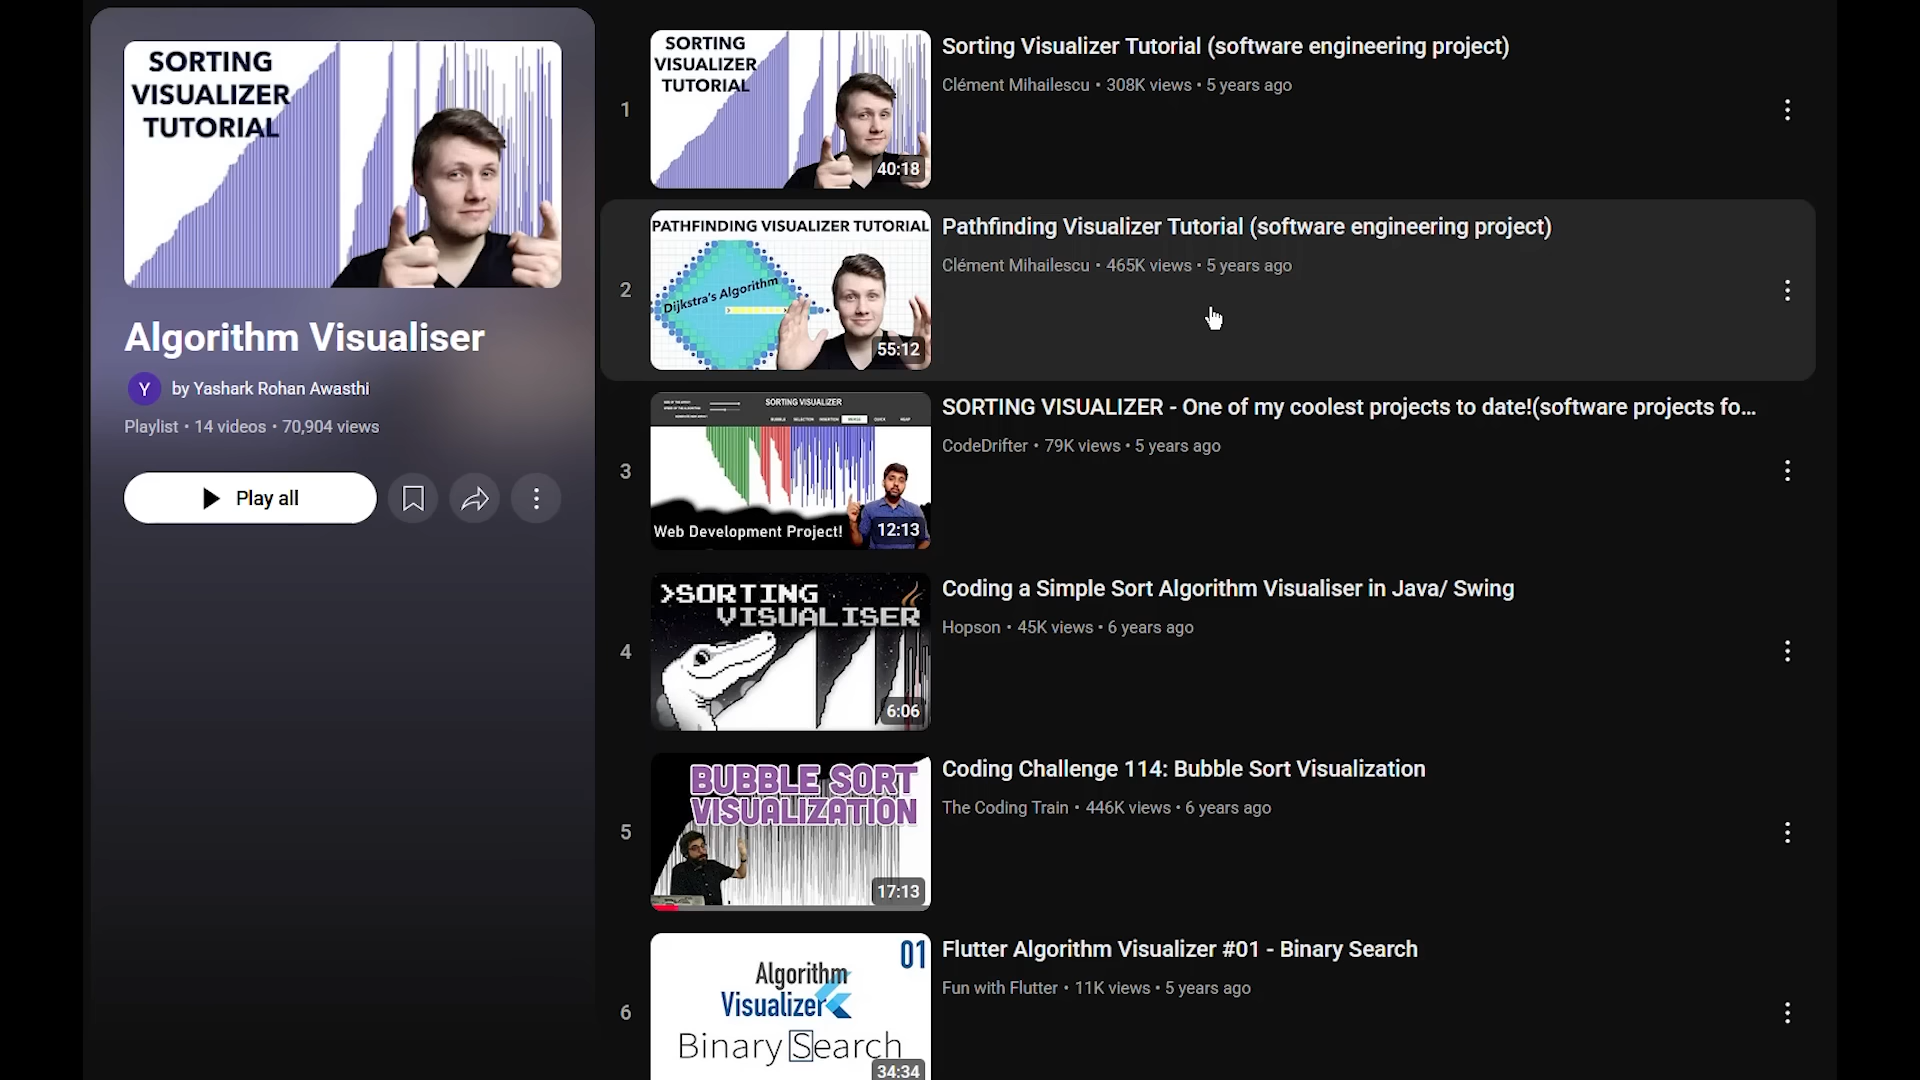 SORTING
VISUALIZER
TUTORIAL
Algorithm Visualiser
Y by Yashark Rohan Awasthi
Playlist • 14 videos • 70,904 views
Play all
1
SORTING
VISUALIZER
TUTORIAL
40:18
Sorting Visualizer Tutorial (software engineering project)
Clément Mihailescu • 308K views • 5 years ago
2
PATHFINDING VISUALIZER TUTORIAL
Dijkstra's Algorithm
55:12
Pathfinding Visualizer Tutorial (software engineering project)
Clément Mihailescu • 465K views • 5 years ago
3
SORTING VISUALIZER
Web Development Project!
12:13
SORTING VISUALIZER - One of my coolest projects to date!(software projects fo...
CodeDrifter • 79K views • 5 years ago
4
>SORTING
VISUALISER
6:06
Coding a Simple Sort Algorithm Visualiser in Java/ Swing
Hopson • 45K views • 6 years ago
5
BUBBLE SORT
VISUALIZATION
17:13
Coding Challenge 114: Bubble Sort Visualization
The Coding Train • 446K views • 6 years ago
6
01
Algorithm
Visualizer
Binary Search
34:34
Flutter Algorithm Visualizer #01 - Binary Search
Fun with Flutter • 11K views • 5 years ago